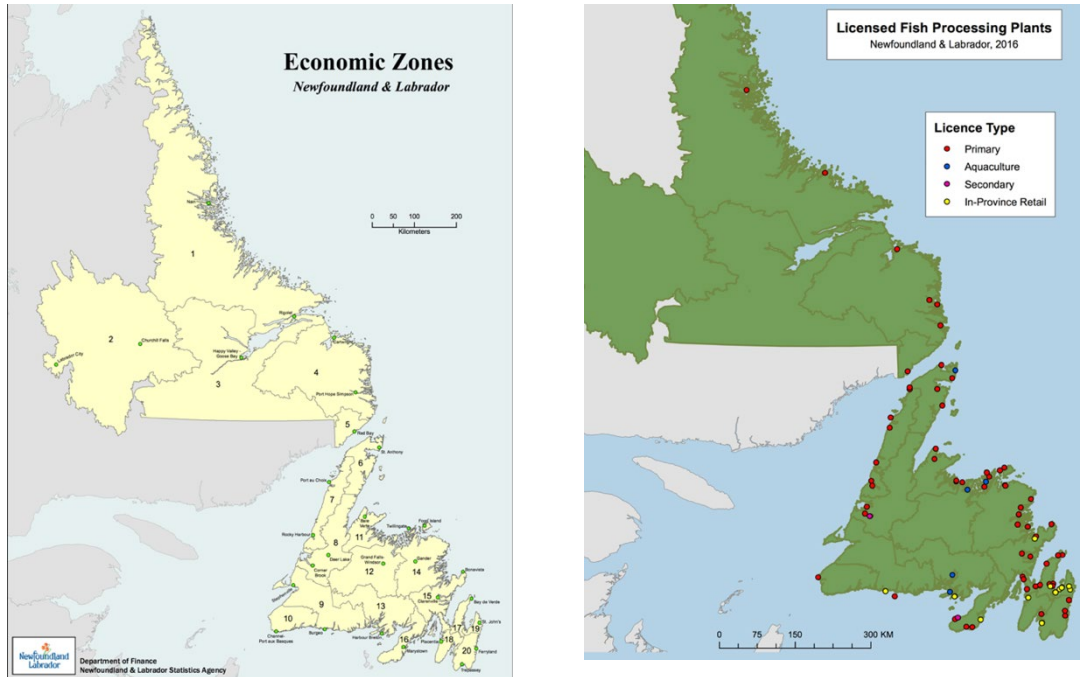 Economic Zones
Newfoundland & Labrador
0 50 100 200
Kilometers
Nain
1
Rigolet
2
Churchill Falls
Labrador City
Happy Valley -
Goose Bay
3
Cartwright
4
Port Hope Simpson
5
Red Bay
St. Anthony
6
Port au Choix
7
Baie
Verte
Twillingate
Fogo Island
Rocky Harbour
8
11
Deer Lake
Grand Falls
Windsor
Gander
12
14
Corner
Brook
Stephenville
Bonavista
15
Clarenville
Bay de Verde
9
13
10
Channel-
Port aux Basques
Burgeo
Harbour Breton
16
Marystown
17
Placentia
18
19
St. John's
20
Ferryland
Trepassey
Newfoundland
Labrador
Department of Finance
Newfoundland & Labrador Statistics Agency
Licensed Fish Processing Plants
Newfoundland & Labrador, 2016
Licence Type
Primary
Aquaculture
Secondary
In-Province Retail
0 75 150 300 KM